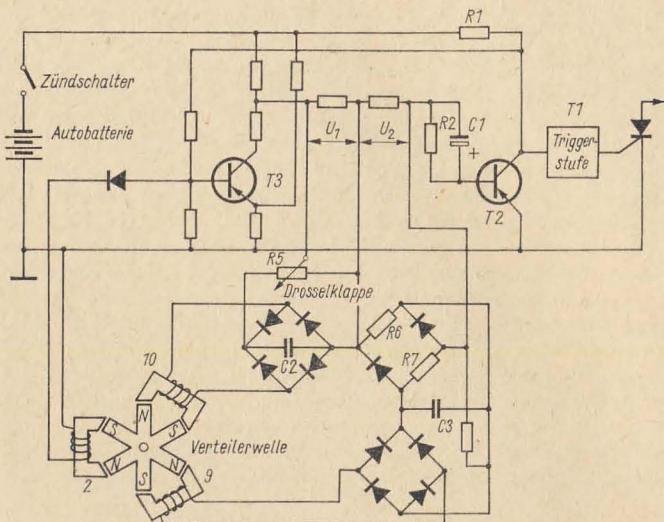 R1
Zündschalter
Autobatterie
T3
U1
U2
R2
C1
+
T2
T1
Trigger-
stufe
R5
Drosselklappe
C2
R6
R7
C3
10
N
S
S
Verteilerwelle
N
N
S
2
9